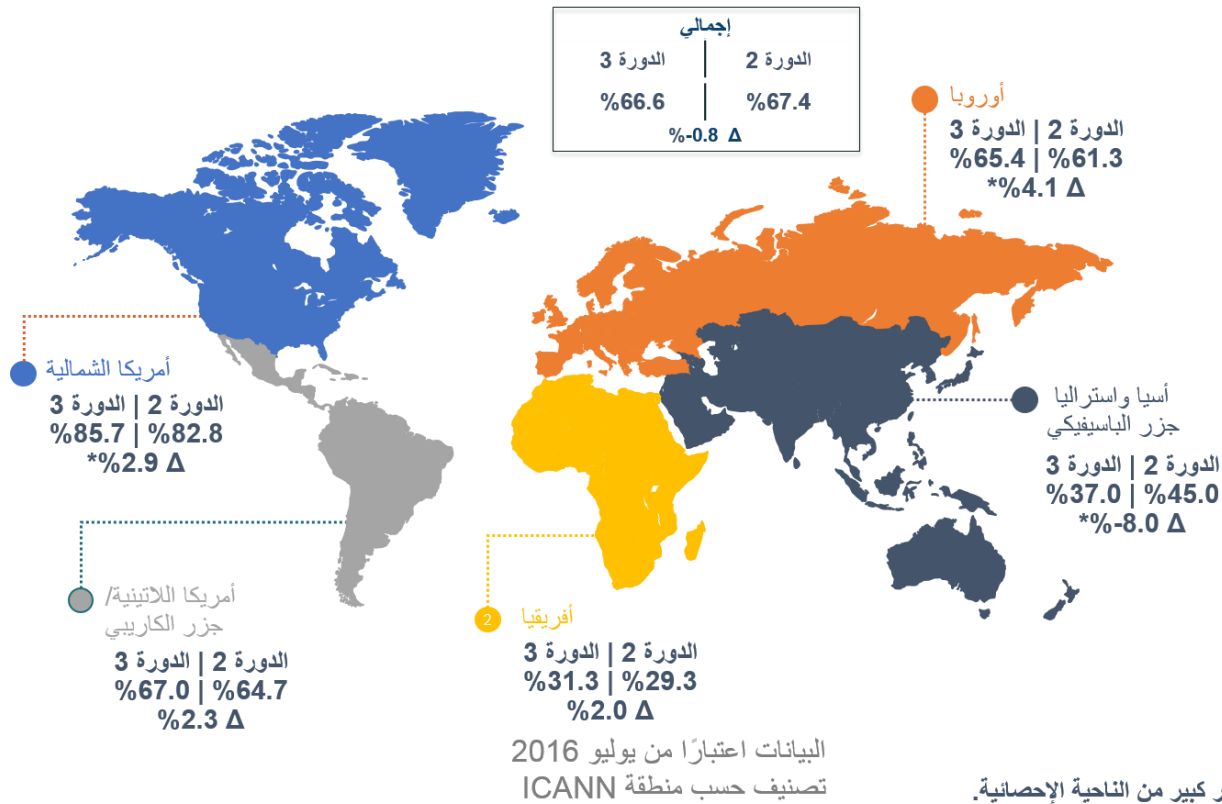 إجمالي
الدورة 2 | الدورة 3
%67.4 | %66.6
Δ -0.8%
أوروبا
الدورة 2 | الدورة 3
%61.3 | %65.4
Δ 4.1%*
أمريكا الشمالية
الدورة 2 | الدورة 3
%82.8 | %85.7
Δ 2.9%*
أسيا واستراليا
جزر الباسيفيكي
الدورة 2 | الدورة 3
%45.0 | %37.0
Δ -8.0%*
أمريكا اللاتينية/
جزر الكاريبي
الدورة 2 | الدورة 3
%64.7 | %67.0
Δ 2.3%
2
أفريقيا
الدورة 2 | الدورة 3
%29.3 | %31.3
Δ 2.0%
البيانات اعتبارًا من يوليو 2016
تصنيف حسب منطقة ICANN
كبير من الناحية الإحصائية.